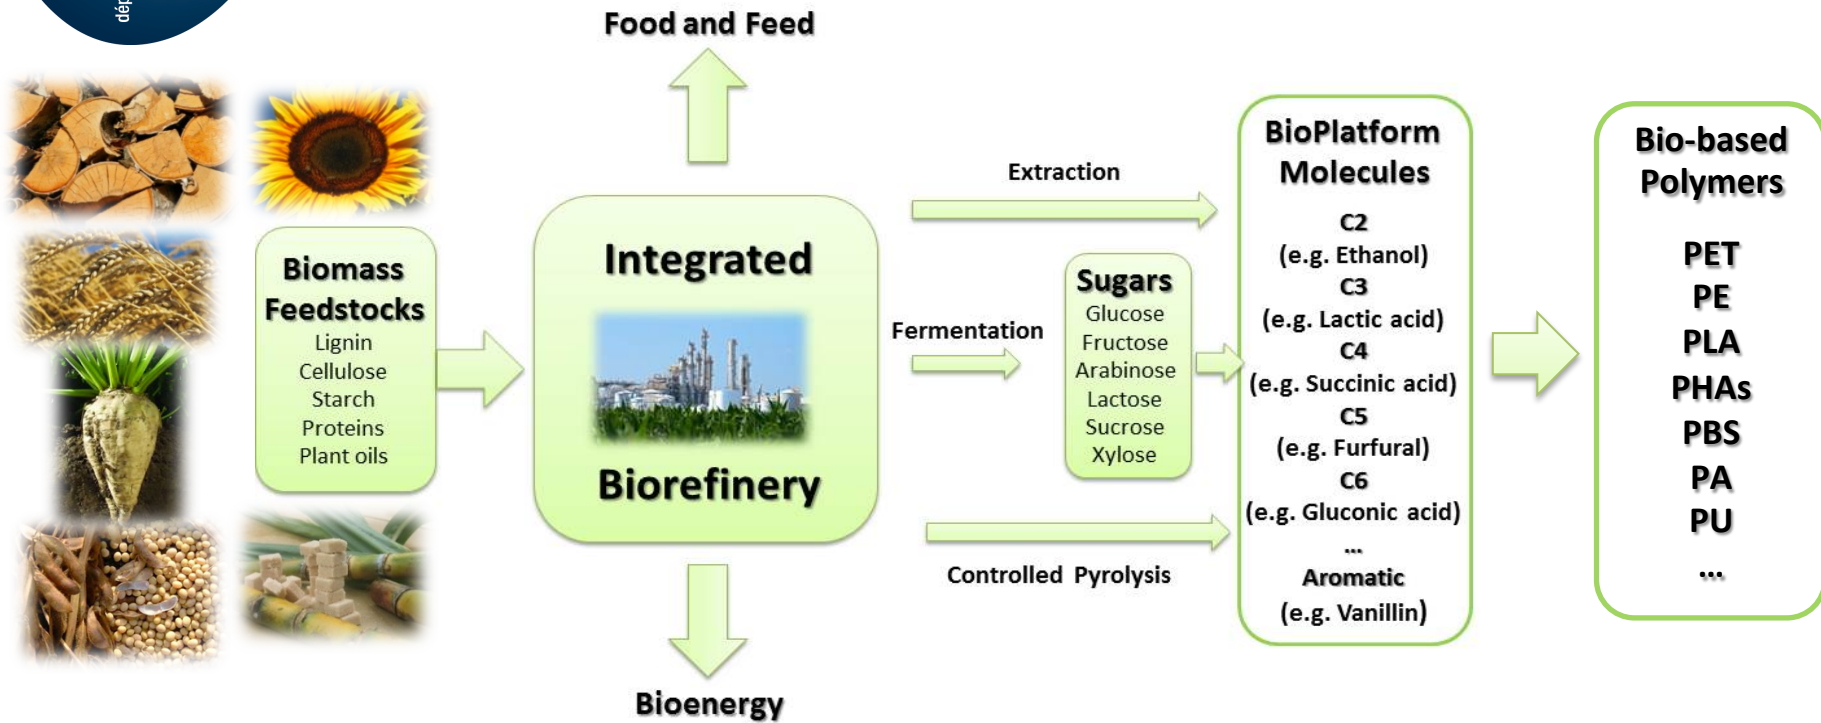 dép
Food and Feed
Biomass
Feedstocks
Lignin
Cellulose
Starch
Proteins
Plant oils
Integrated
Biorefinery
Bioenergy
Extraction
Fermentation
Controlled Pyrolysis
Sugars
Glucose
Fructose
Arabinose
Lactose
Sucrose
Xylose
BioPlatform
Molecules
C2
(e.g. Ethanol)
C3
(e.g. Lactic acid)
C4
(e.g. Succinic acid)
C5
(e.g. Furfural)
C6
(e.g. Gluconic acid)
...
Aromatic
(e.g. Vanillin)
Bio-based
Polymers
PET
PE
PLA
PHAs
PBS
PA
PU
...